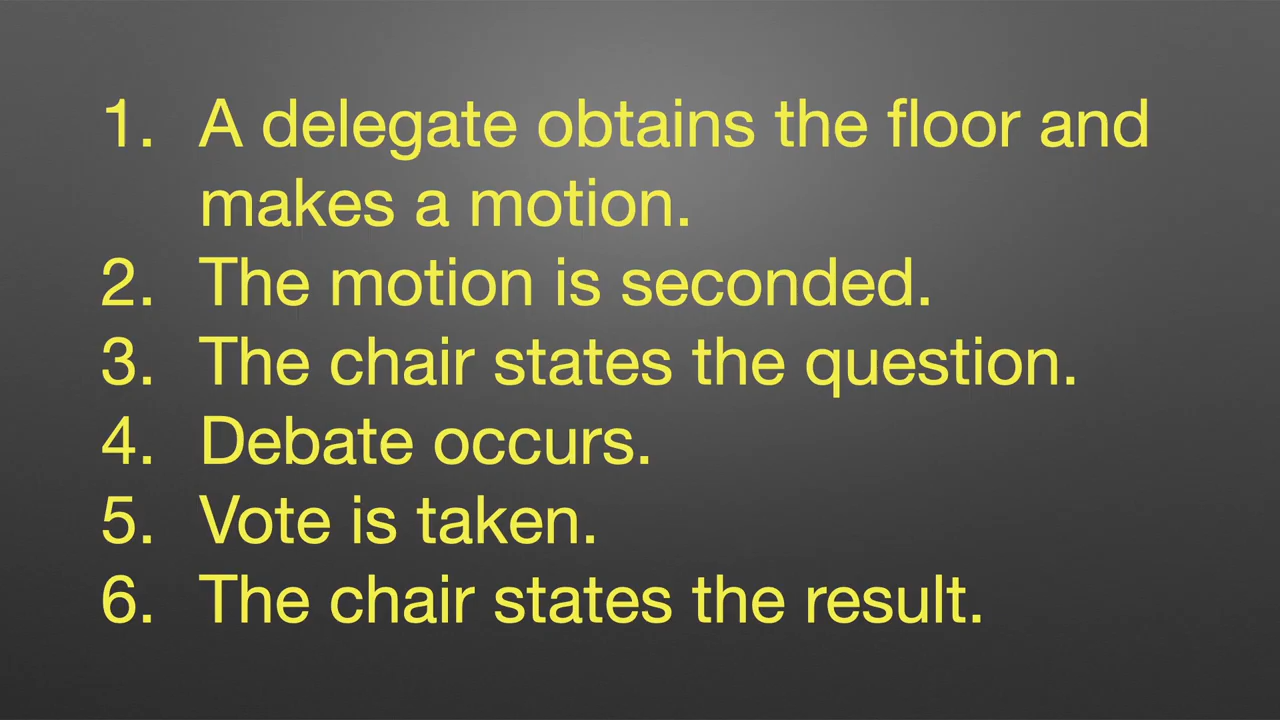 1. A delegate obtains the floor and
makes a motion.
2. The motion is seconded.
3. The chair states the question.
4. Debate occurs.
5. Vote is taken.
6. The chair states the result.